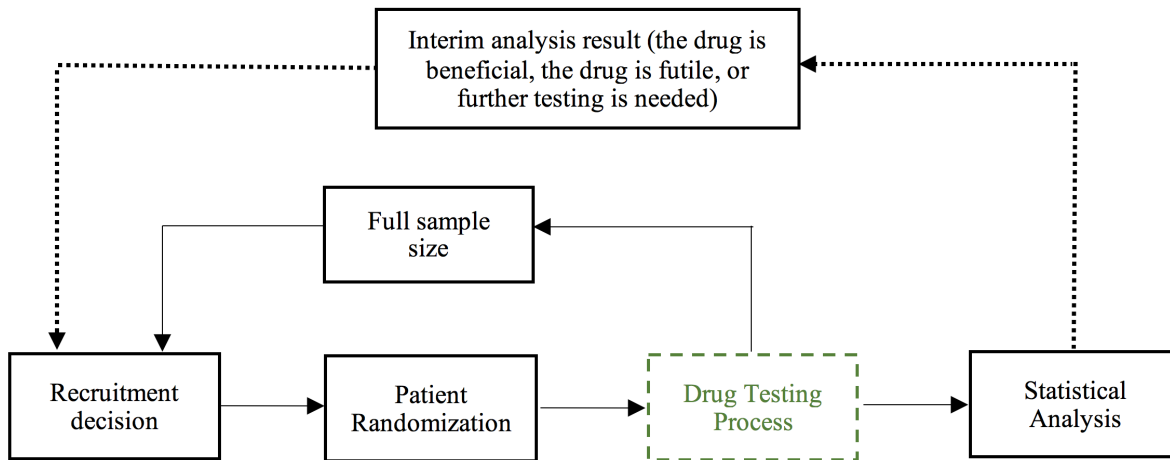 Interim analysis result (the drug is
beneficial, the drug is futile, or
further testing is needed)
Full sample
size
Recruitment
decision
Patient
Randomization
Drug Testing
Process
Statistical
Analysis